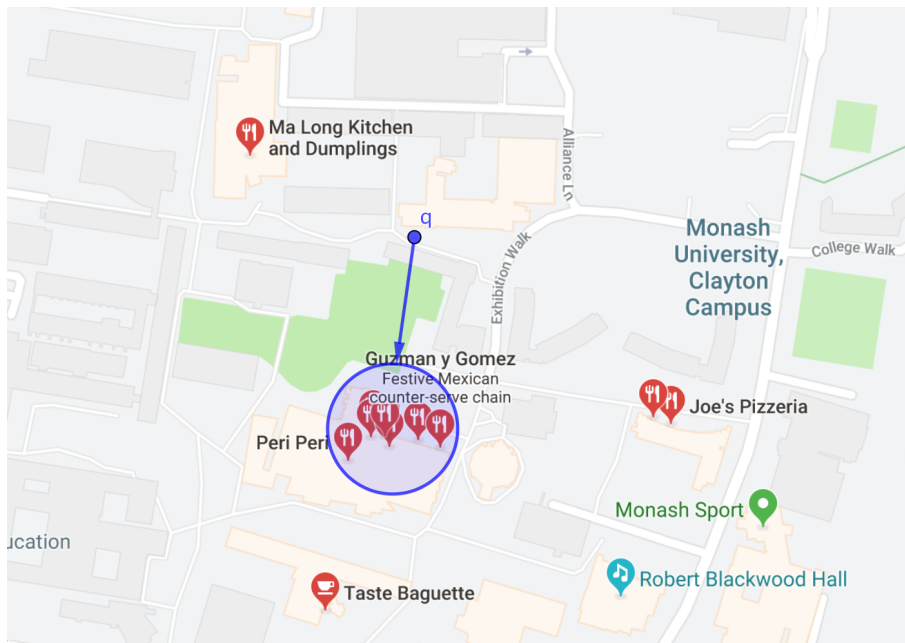 Ma Long Kitchen
and Dumplings
Alliance Ln
q
Exhibition Walk
Monash
University,
Clayton
Campus
College Walk
Guzman y Gomez
Festive Mexican
counter-serve chain
Joe's Pizzeria
Peri Peri
Monash Sport
ucation
Robert Blackwood Hall
Taste Baguette